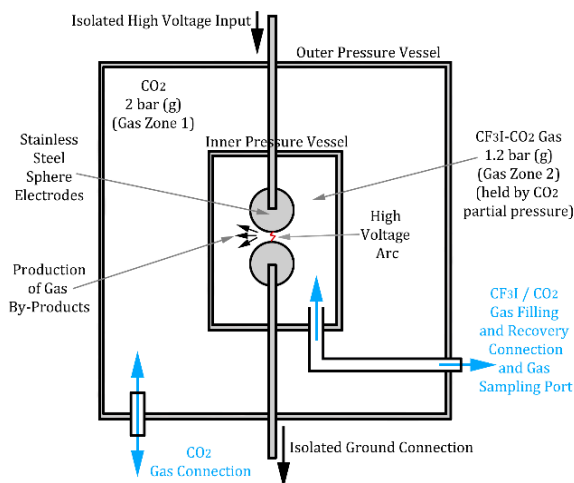 Isolated High Voltage Input
Outer Pressure Vessel
CO2
2 bar (g)
(Gas Zone 1)
Inner Pressure Vessel
Stainless
Steel
Sphere
Electrodes
CF3I-CO2 Gas
1.2 bar (g)
(Gas Zone 2)
(held by CO2
partial pressure)
High
Voltage
Arc
Production
of Gas
By-Products
CF3I / CO2
Gas Filling
and Recovery
Connection
and Gas
Sampling Port
CO2
Gas Connection
Isolated Ground Connection